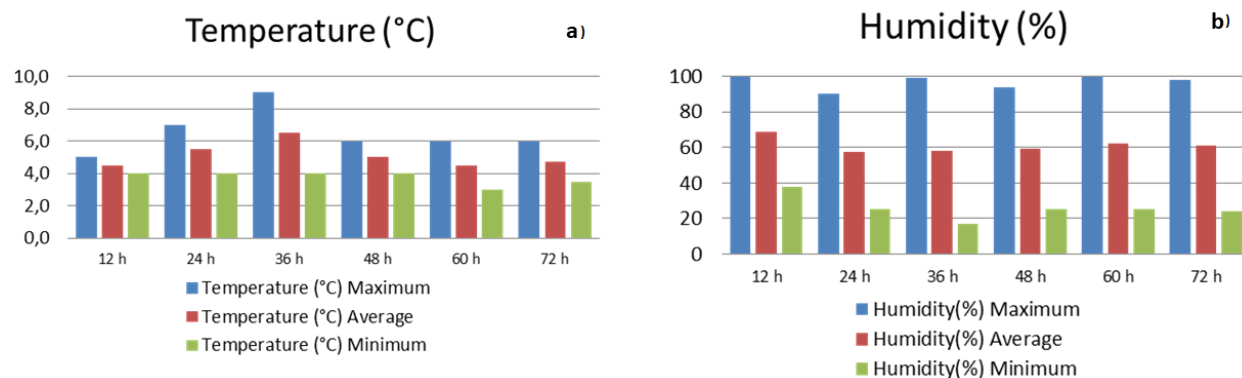 Temperature (°C)
a)
10,0
8,0
6,0
4,0
2,0
0,0
12 h 24 h 36 h 48 h 60 h 72 h
Temperature (°C) Maximum
Temperature (°C) Average
Temperature (°C) Minimum
Humidity (%)
b)
100
80
60
40
20
0
12 h 24 h 36 h 48 h 60 h 72 h
Humidity(%) Maximum
Humidity(%) Average
Humidity(%) Minimum